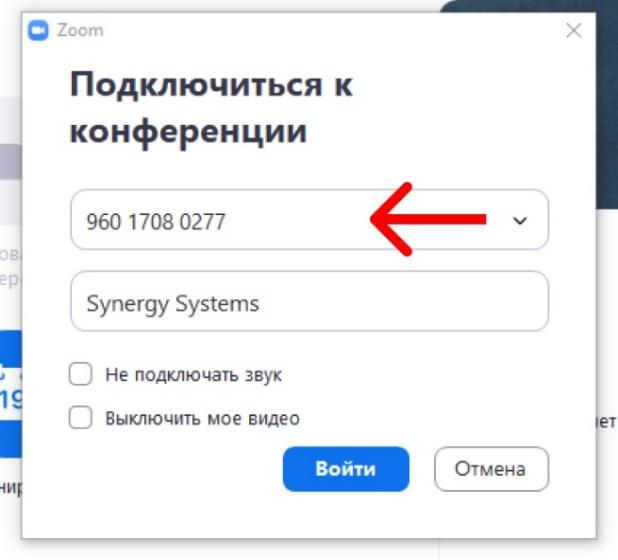 Zoom
Подключиться к
конференции
960 1708 0277
Synergy Systems
Не подключать звук
Выключить мое видео
Войти
Отмена